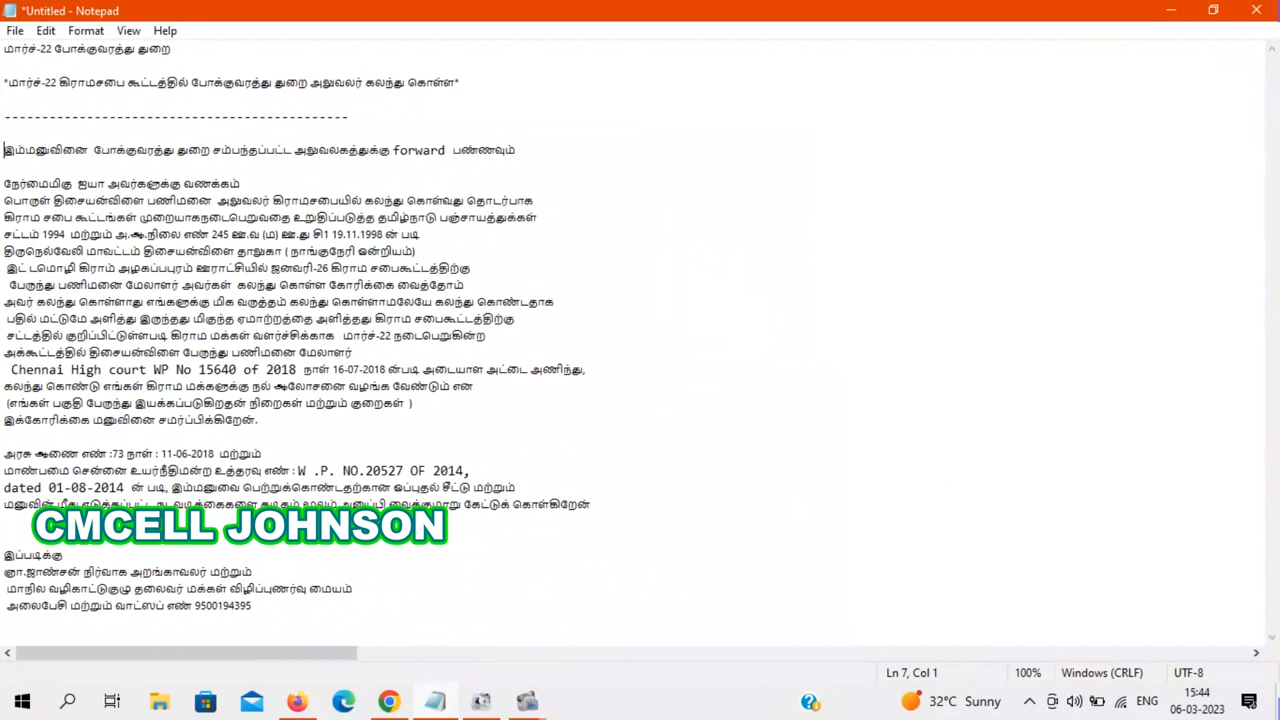 *Untitled - Notepad
File Edit Format View Help
மார்ச்-22 போக்குவரத்து துறை
*மார்ச்-22 கிராமசபை கூட்டத்தில் போக்குவரத்து துறை அலுவலர் கலந்து கொள்ள*
----------------------------------------------
இம்மனுவினை போக்குவரத்து துறை சம்பந்தப்பட்ட அலுவலகத்துக்கு forward பண்ணவும்
நேர்மைமிகு ஐயா அவர்களுக்கு வணக்கம்
பொருள் திசையன்விளை பணிமனை அலுவலர் கிராமசபையில் கலந்து கொள்வது தொடர்பாக
கிராம சபை கூட்டங்கள் முறையாகநடைபெறுவதை உறுதிப்படுத்த தமிழ்நாடு பஞ்சாயத்துக்கள்
சட்டம் 1994 மற்றும் அ.ஆ.நிலை எண் 245 ஊ.வ (ம) ஊ.து சி1 19.11.1998 ன் படி
திருநெல்வேலி மாவட்டம் திசையன்விளை தாலுகா ( நாங்குநேரி ஒன்றியம்)
இட் டமொழி கிராம் அழகப்பபுரம் ஊராட்சியில் ஜனவரி-26 கிராம சபைகூட்டத்திற்கு
பேருந்து பணிமனை மேலாளர் அவர்கள் கலந்து கொள்ள கோரிக்கை வைத்தோம்
அவர் கலந்து கொள்ளாது எங்களுக்கு மிக வருத்தம் கலந்து கொள்ளாமலேயே கலந்து கொண்டதாக
பதில் மட்டுமே அளித்து இருந்தது மிகுந்த ஏமாற்றத்தை அளித்தது கிராம சபைகூட்டத்திற்கு
சட்டத்தில் குறிப்பிட்டுள்ளபடி கிராம மக்கள் வளர்ச்சிக்காக மார்ச்-22 நடைபெறுகின்ற
அக்கூட்டத்தில் திசையன்விளை பேருந்து பணிமனை மேலாளர்
Chennai High court WP No 15640 of 2018 நாள் 16-07-2018 ன்படி அடையாள அட்டை அணிந்து,
கலந்து கொண்டு எங்கள் கிராம மக்களுக்கு நல் ஆலோசனை வழங்க வேண்டும் என
(எங்கள் பகுதி பேருந்து இயக்கப்படுகிறதன் நிறைகள் மற்றும் குறைகள் )
இக்கோரிக்கை மனுவினை சமர்ப்பிக்கிறேன்.
அரசு ஆணை எண் :73 நாள் : 11-06-2018 மற்றும்
மாண்பமை சென்னை உயர்நீதிமன்ற உத்தரவு எண் : W .P. NO.20527 OF 2014,
dated 01-08-2014 ன் படி, இம்மனுவை பெற்றுக்கொண்டதற்கான ஒப்புதல் சீட்டு மற்றும்
மனுவின் மீது எடுக்கப்பட்ட நடவடிக்கைகளை கடிதம் மூலம் அனுப்பி வைக்குமாறு கேட்டுக் கொள்கிறேன்
CMCELL JOHNSON
இப்படிக்கு
ஞா.ஜாண்சன் நிர்வாக அறங்காவலர் மற்றும்
மாநில வழிகாட்டுகுழு தலைவர் மக்கள் விழிப்புணர்வு மையம்
அலைபேசி மற்றும் வாட்ஸப் எண் 9500194395
Ln 7, Col 1 100% Windows (CRLF) UTF-8
32°C Sunny ENG 15:44
06-03-2023